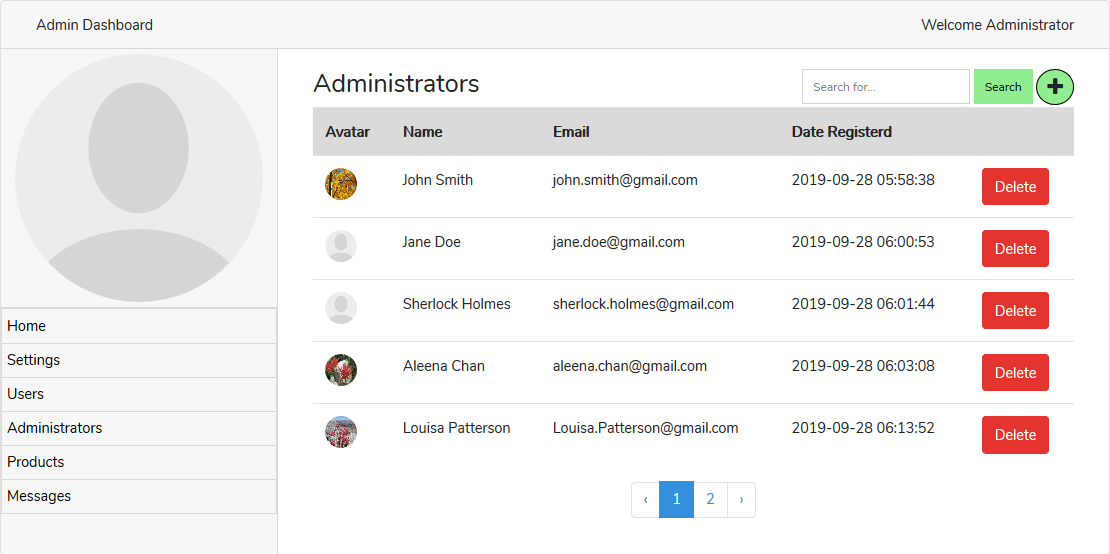 Admin Dashboard Welcome Administrator
Administrators Search for... Search
Avatar Name Email Date Registerd
John Smith john.smith@gmail.com 2019-09-28 05:58:38 Delete
Jane Doe jane.doe@gmail.com 2019-09-28 06:00:53 Delete
Sherlock Holmes sherlock.holmes@gmail.com 2019-09-28 06:01:44 Delete
Aleena Chan aleena.chan@gmail.com 2019-09-28 06:03:08 Delete
Louisa Patterson Louisa.Patterson@gmail.com 2019-09-28 06:13:52 Delete
‹ 1 2 ›
Home
Settings
Users
Administrators
Products
Messages